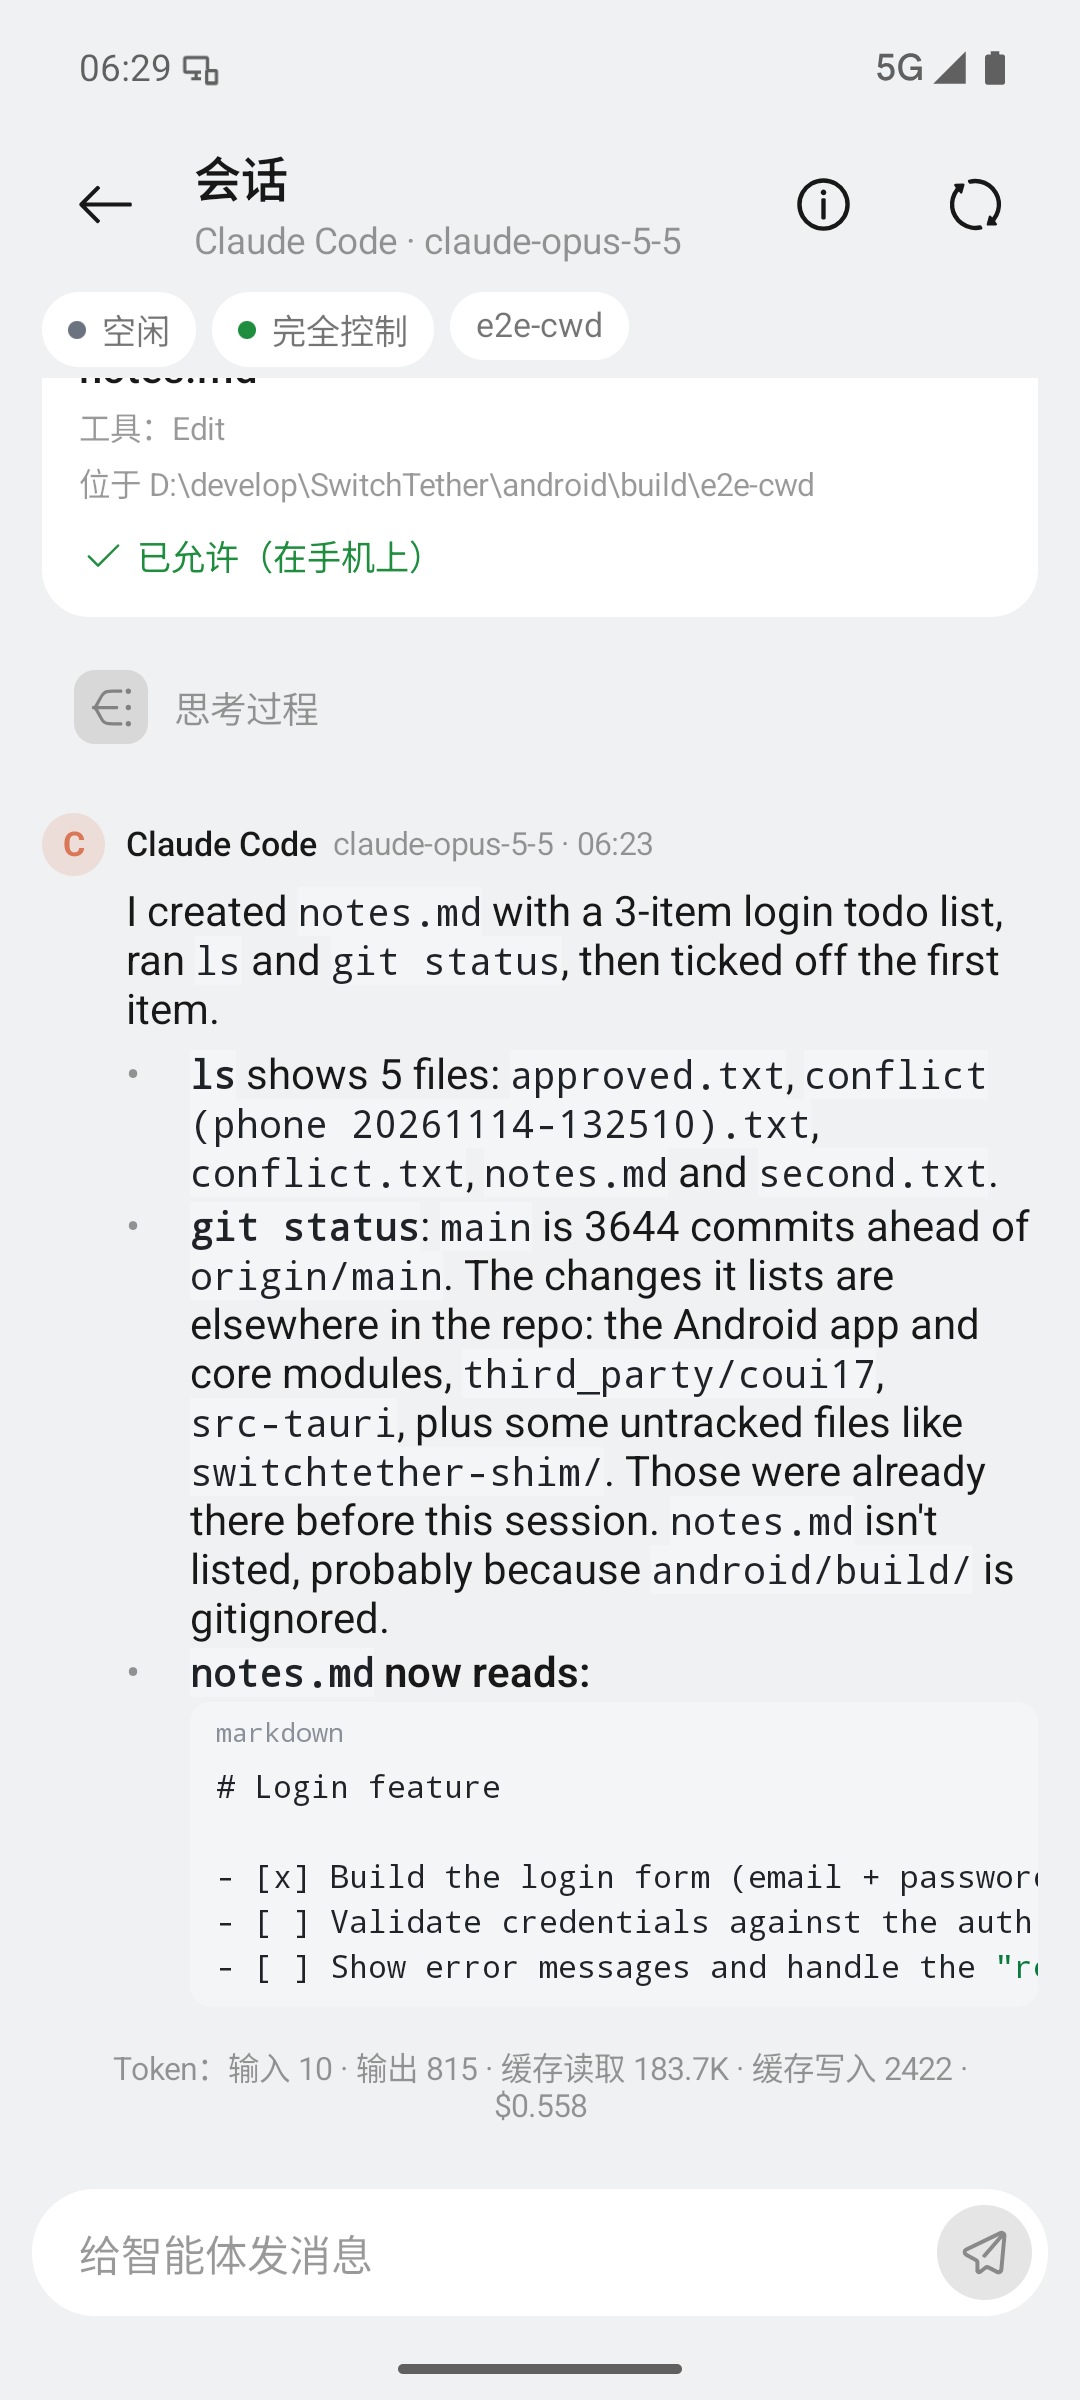 06:29
5G
会话
Claude Code · claude-opus-5-5
空闲
完全控制
e2e-cwd
notes.md
工具：Edit
位于 D:\develop\SwitchTether\android\build\e2e-cwd
已允许（在手机上）
思考过程
C
Claude Code claude-opus-5-5 · 06:23
I created notes.md with a 3-item login todo list,
ran ls and git status, then ticked off the first
item.
• ls shows 5 files: approved.txt, conflict
(phone 20261114-132510).txt,
conflict.txt, notes.md and second.txt.
• git status: main is 3644 commits ahead of
origin/main. The changes it lists are
elsewhere in the repo: the Android app and
core modules, third_party/coui17,
src-tauri, plus some untracked files like
switchtether-shim/. Those were already
there before this session. notes.md isn't
listed, probably because android/build/ is
gitignored.
• notes.md now reads:
markdown
# Login feature
- [x] Build the login form (email + password
- [ ] Validate credentials against the auth
- [ ] Show error messages and handle the "re
Token：输入 10 · 输出 815 · 缓存读取 183.7K · 缓存写入 2422 ·
$0.558
给智能体发消息